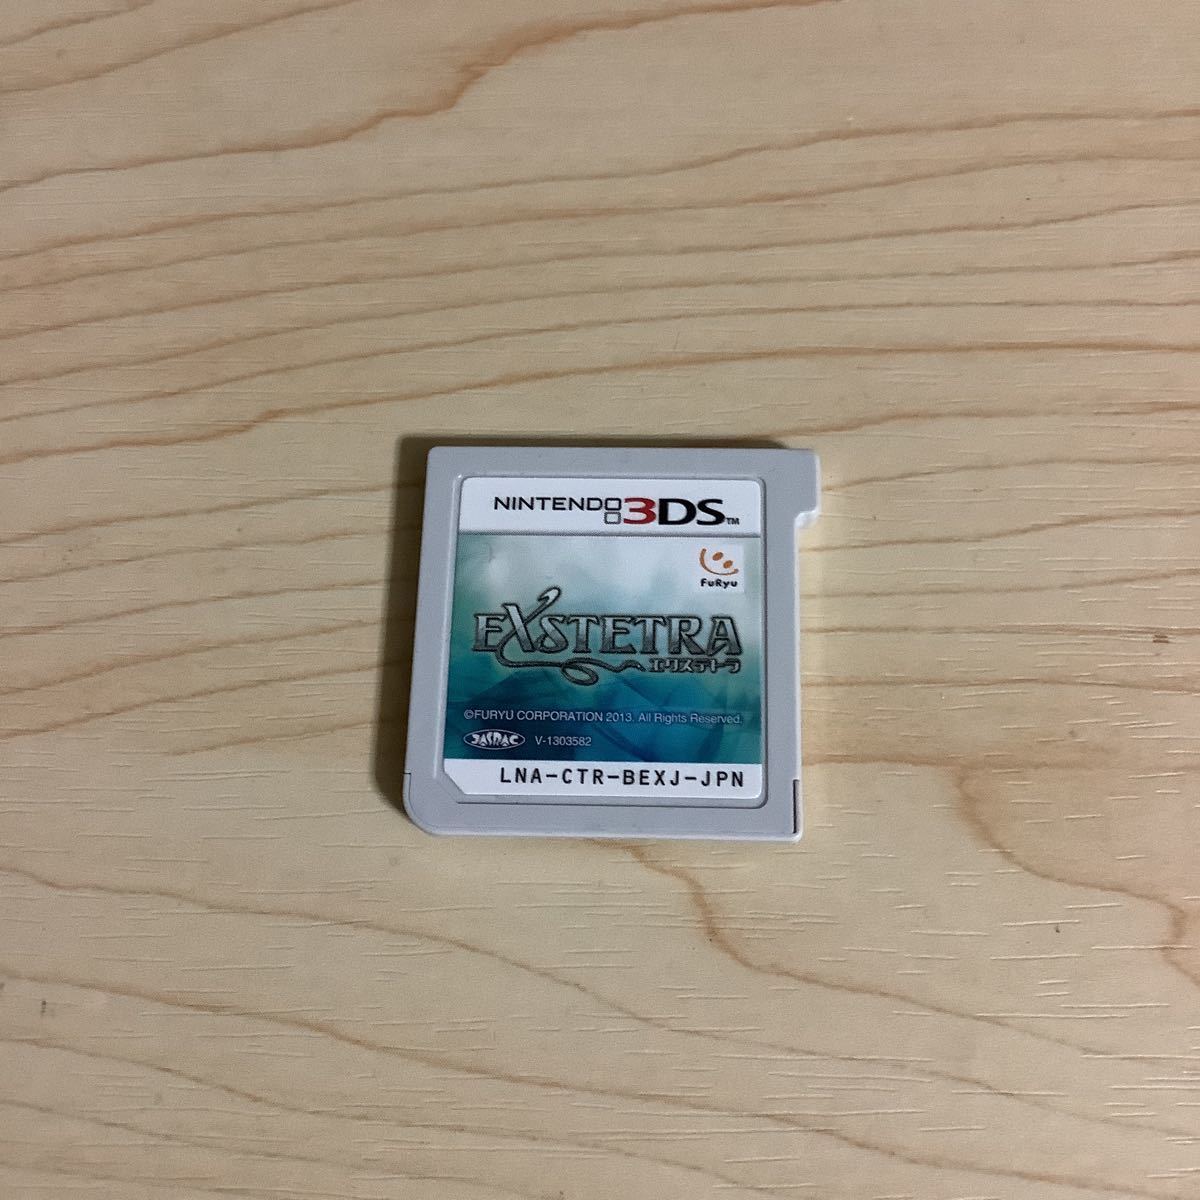 NINTENDO 3DS™
FuRyu
EXSTETRA
エクステトラ
©FURYU CORPORATION 2013. All Rights Reserved.
JASRAC V-1303582
LNA-CTR-BEXJ-JPN